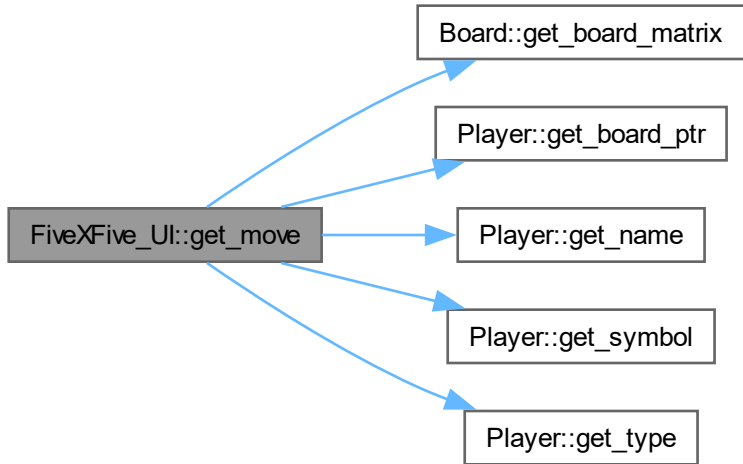 Board::get_board_matrix
Player::get_board_ptr
FiveXFive_UI::get_move
Player::get_name
Player::get_symbol
Player::get_type